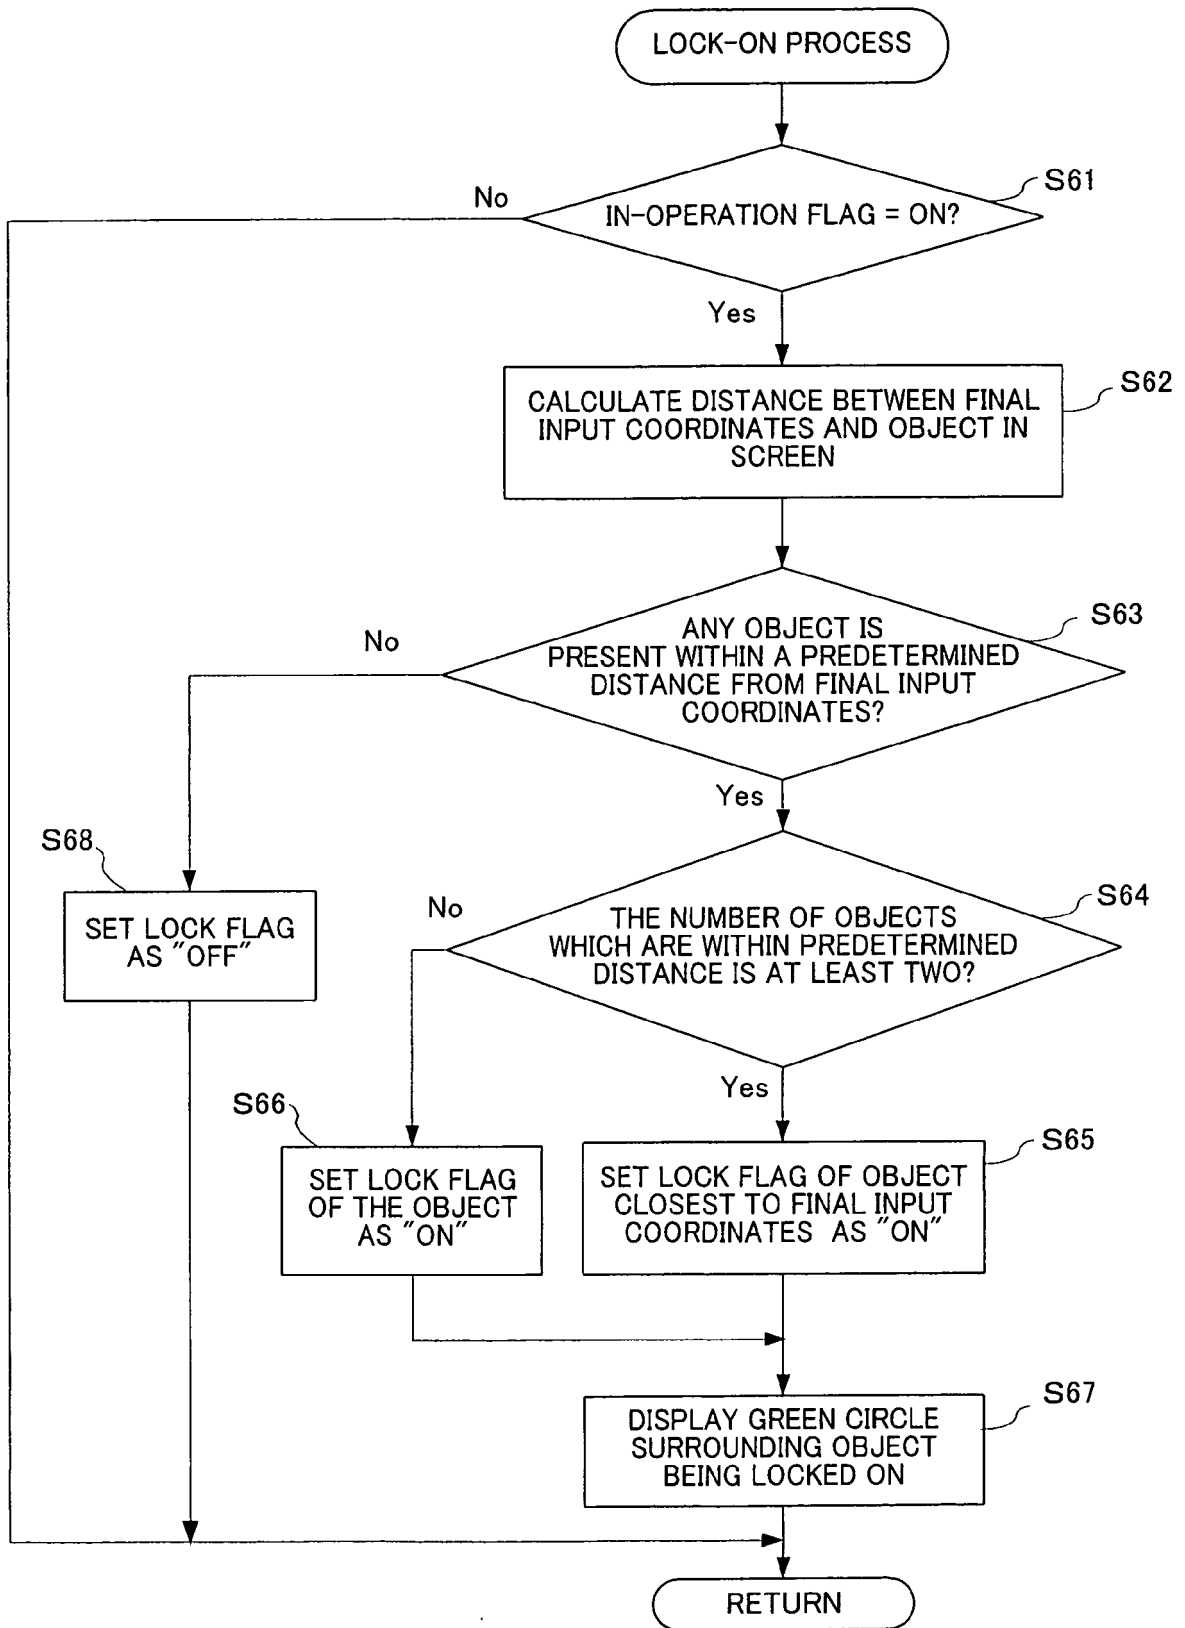 LOCK-ON PROCESS
S61
No
IN-OPERATION FLAG = ON?
Yes
S62
CALCULATE DISTANCE BETWEEN FINAL
INPUT COORDINATES AND OBJECT IN
SCREEN
S63
No
ANY OBJECT IS
PRESENT WITHIN A PREDETERMINED
DISTANCE FROM FINAL INPUT
COORDINATES?
Yes
S68
SET LOCK FLAG
AS "OFF"
S64
No
THE NUMBER OF OBJECTS
WHICH ARE WITHIN PREDETERMINED
DISTANCE IS AT LEAST TWO?
Yes
S66
SET LOCK FLAG
OF THE OBJECT
AS "ON"
S65
SET LOCK FLAG OF OBJECT
CLOSEST TO FINAL INPUT
COORDINATES AS "ON"
S67
DISPLAY GREEN CIRCLE
SURROUNDING OBJECT
BEING LOCKED ON
RETURN